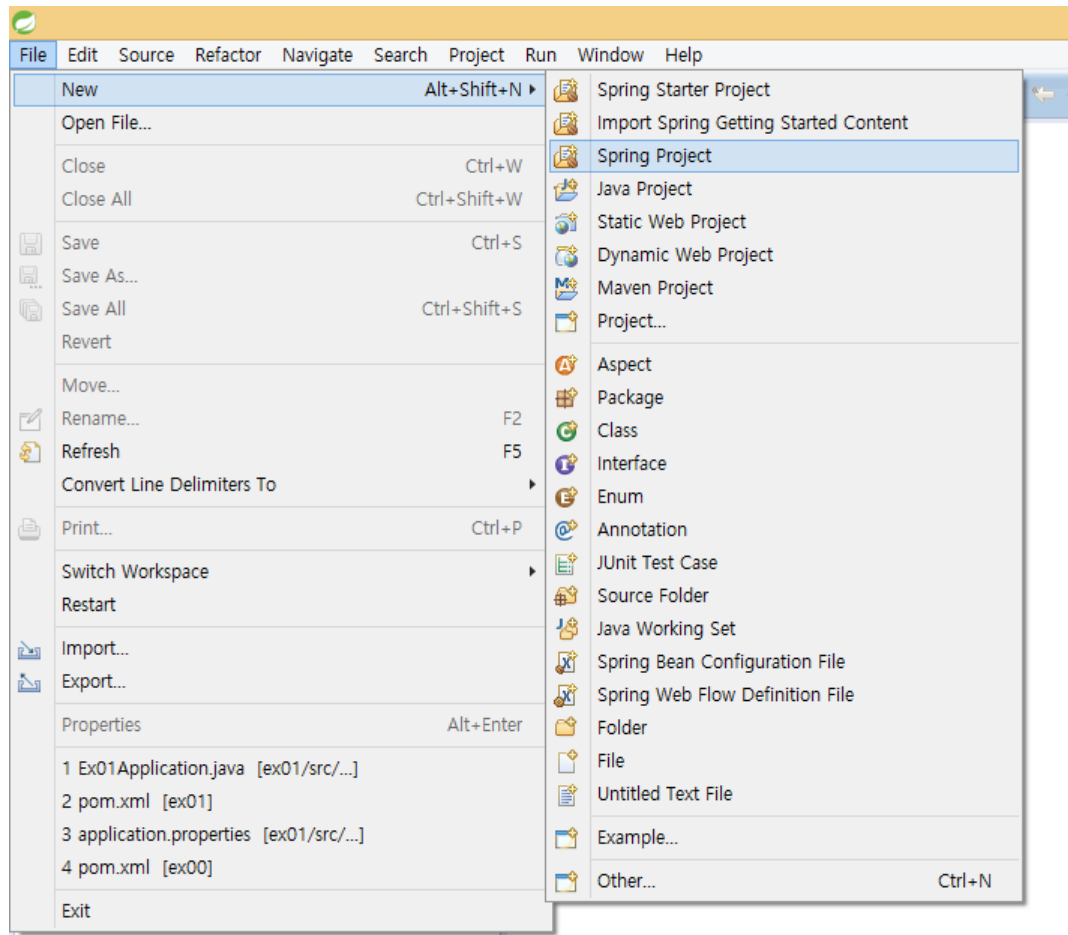 File Edit Source Refactor Navigate Search Project Run Window Help
New Alt+Shift+N
Open File...
Close Ctrl+W
Close All Ctrl+Shift+W
Save Ctrl+S
Save As...
Save All Ctrl+Shift+S
Revert
Move...
Rename... F2
Refresh F5
Convert Line Delimiters To
Print... Ctrl+P
Switch Workspace
Restart
Import...
Export...
Properties Alt+Enter
1 Ex01Application.java [ex01/src/...]
2 pom.xml [ex01]
3 application.properties [ex01/src/...]
4 pom.xml [ex00]
Exit
Spring Starter Project
Import Spring Getting Started Content
Spring Project
Java Project
Static Web Project
Dynamic Web Project
Maven Project
Project...
Aspect
Package
Class
Interface
Enum
Annotation
JUnit Test Case
Source Folder
Java Working Set
Spring Bean Configuration File
Spring Web Flow Definition File
Folder
File
Untitled Text File
Example...
Other... Ctrl+N